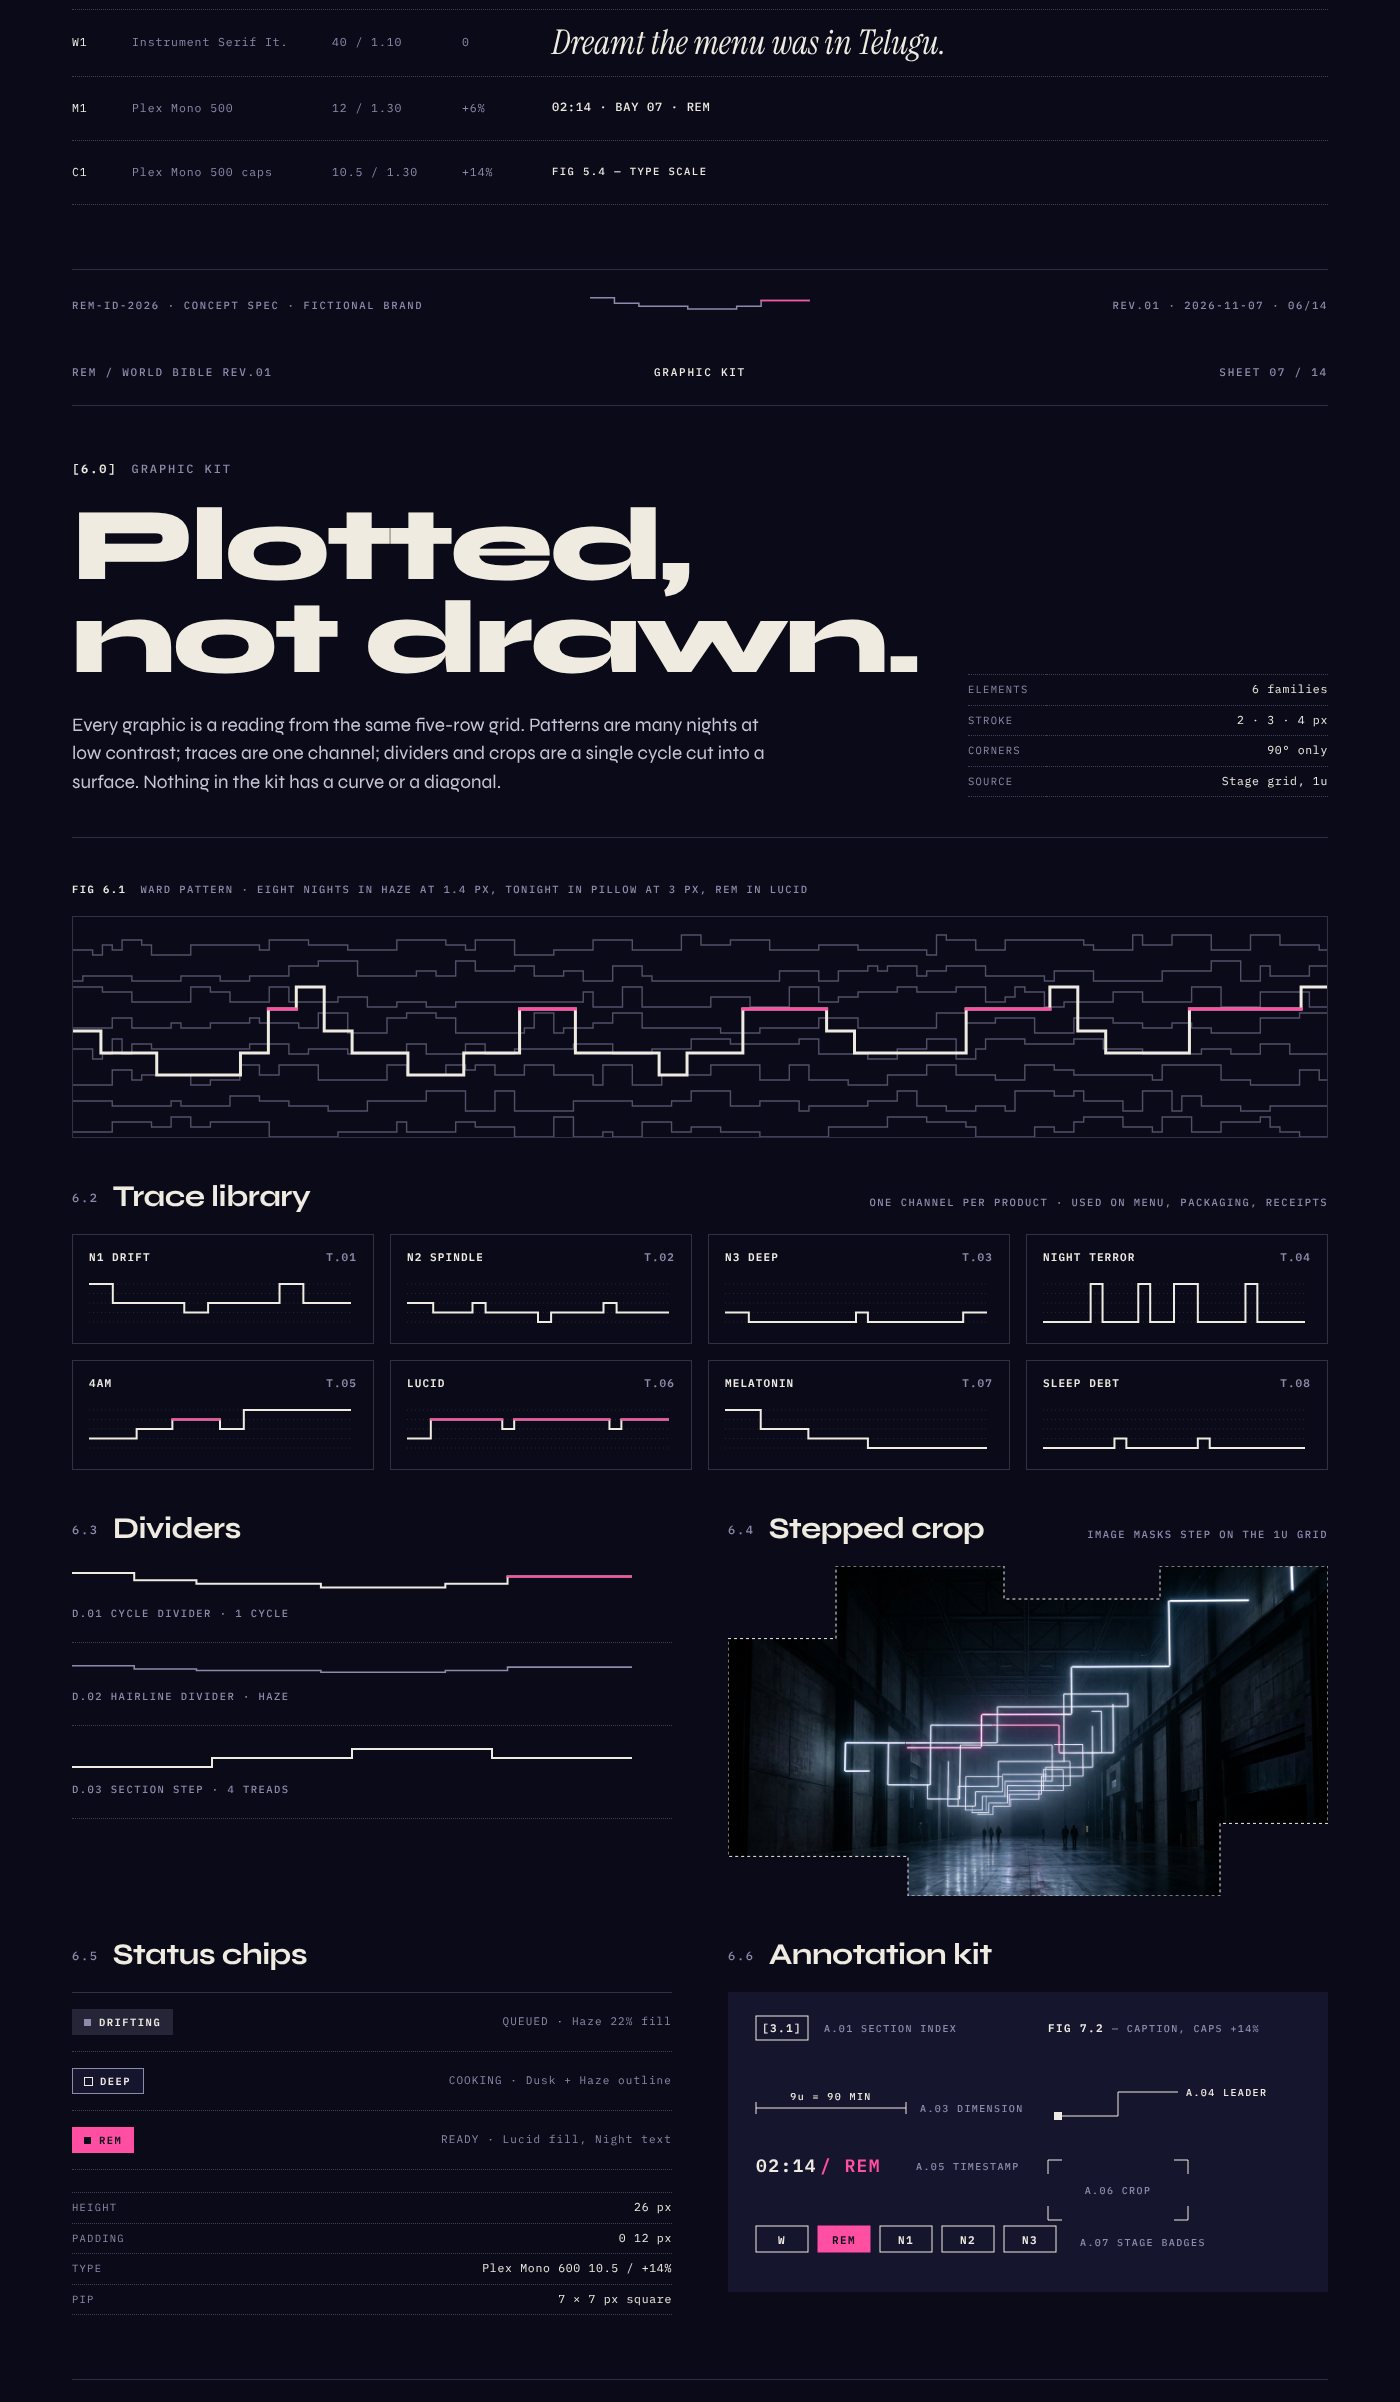 W1 Instrument Serif It. 40 / 1.10 0 Dreamt the menu was in Telugu.
M1 Plex Mono 500 12 / 1.30 +6% 02:14 · BAY 07 · REM
C1 Plex Mono 500 caps 10.5 / 1.30 +14% FIG 5.4 — TYPE SCALE
REM-ID-2026 · CONCEPT SPEC · FICTIONAL BRAND REV.01 · 2026-11-07 · 06/14
REM / WORLD BIBLE REV.01 GRAPHIC KIT SHEET 07 / 14
[6.0] GRAPHIC KIT
Plotted,
not drawn.
Every graphic is a reading from the same five-row grid. Patterns are many nights at
low contrast; traces are one channel; dividers and crops are a single cycle cut into a
surface. Nothing in the kit has a curve or a diagonal.
ELEMENTS 6 families
STROKE 2 · 3 · 4 px
CORNERS 90° only
SOURCE Stage grid, 1u
FIG 6.1 WARD PATTERN · EIGHT NIGHTS IN HAZE AT 1.4 PX, TONIGHT IN PILLOW AT 3 PX, REM IN LUCID
6.2 Trace library ONE CHANNEL PER PRODUCT · USED ON MENU, PACKAGING, RECEIPTS
N1 DRIFT T.01
N2 SPINDLE T.02
N3 DEEP T.03
NIGHT TERROR T.04
4AM T.05
LUCID T.06
MELATONIN T.07
SLEEP DEBT T.08
6.3 Dividers
D.01 CYCLE DIVIDER · 1 CYCLE
D.02 HAIRLINE DIVIDER · HAZE
D.03 SECTION STEP · 4 TREADS
6.4 Stepped crop IMAGE MASKS STEP ON THE 1U GRID
6.5 Status chips
DRIFTING QUEUED · Haze 22% fill
DEEP COOKING · Dusk + Haze outline
REM READY · Lucid fill, Night text
HEIGHT 26 px
PADDING 0 12 px
TYPE Plex Mono 600 10.5 / +14%
PIP 7 × 7 px square
6.6 Annotation kit
[3.1] A.01 SECTION INDEX FIG 7.2 — CAPTION, CAPS +14%
9u = 90 MIN A.03 DIMENSION A.04 LEADER
02:14 / REM A.05 TIMESTAMP A.06 CROP
W REM N1 N2 N3 A.07 STAGE BADGES